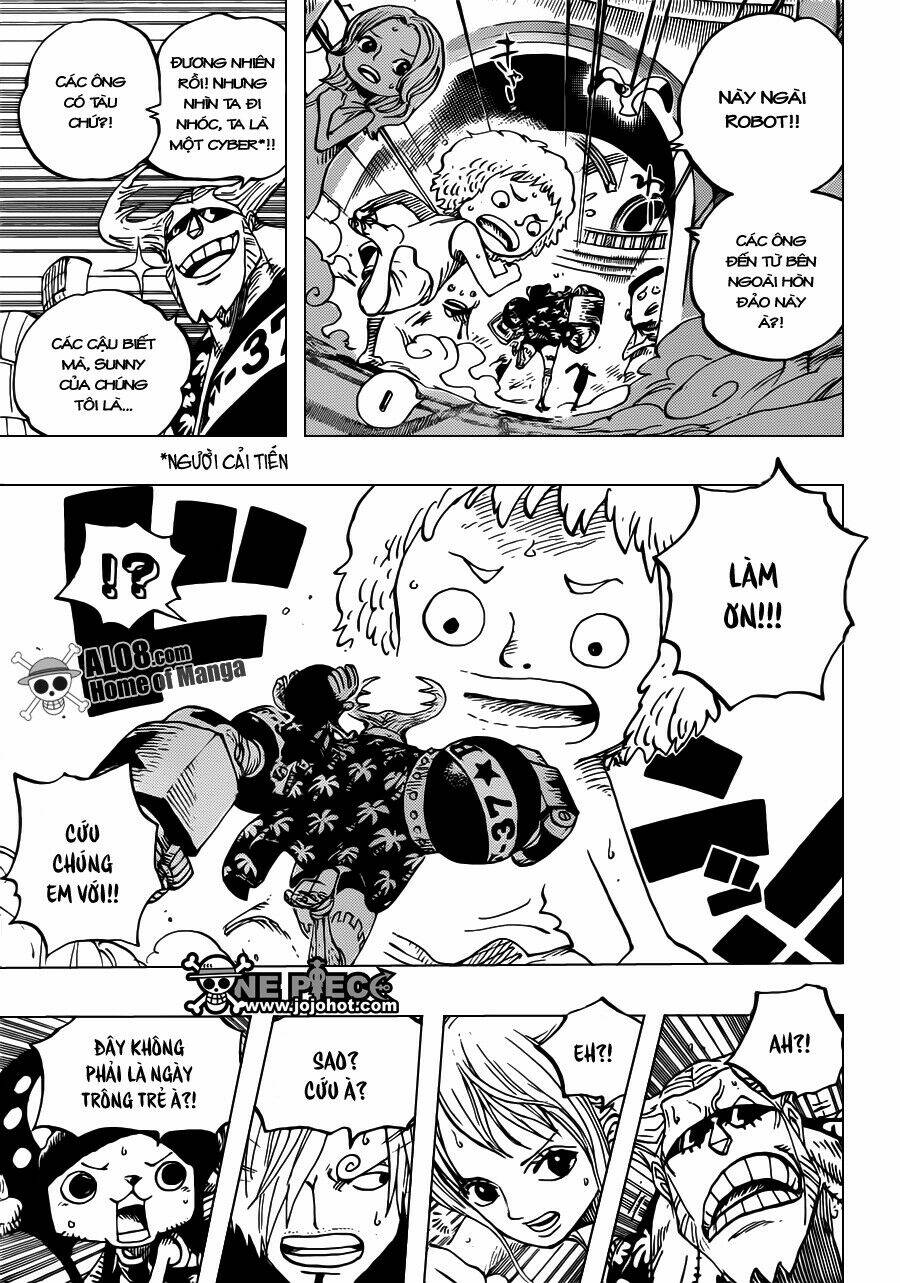 NÀY NGÀI
ROBOT!!
CÁC ÔNG
ĐẾN TỪ BÊN
NGOÀI HÒN
ĐẢO NÀY
À?!
CÁC ÔNG
CÓ TÀU
CHỨ?!
ĐƯƠNG NHIÊN
RỒI! NHƯNG
NHÌN TA ĐI
NHÓC, TA LÀ
MỘT CYBER*!!
CÁC CẬU BIẾT
MÀ, SUNNY
CỦA CHÚNG
TÔI LÀ...
-37
*NGƯỜI CẢI TIẾN
LÀM
ƠN!!!
!?
AL08.com
Home of Manga
-37
CỨU
CHÚNG
EM VỚI!!
ONE PIECE
www.jojohot.com
AH?!
EH?!
SAO?!
CỨU À?
ĐÂY KHÔNG
PHẢI LÀ NGÀY
TRÔNG TRẺ À?!